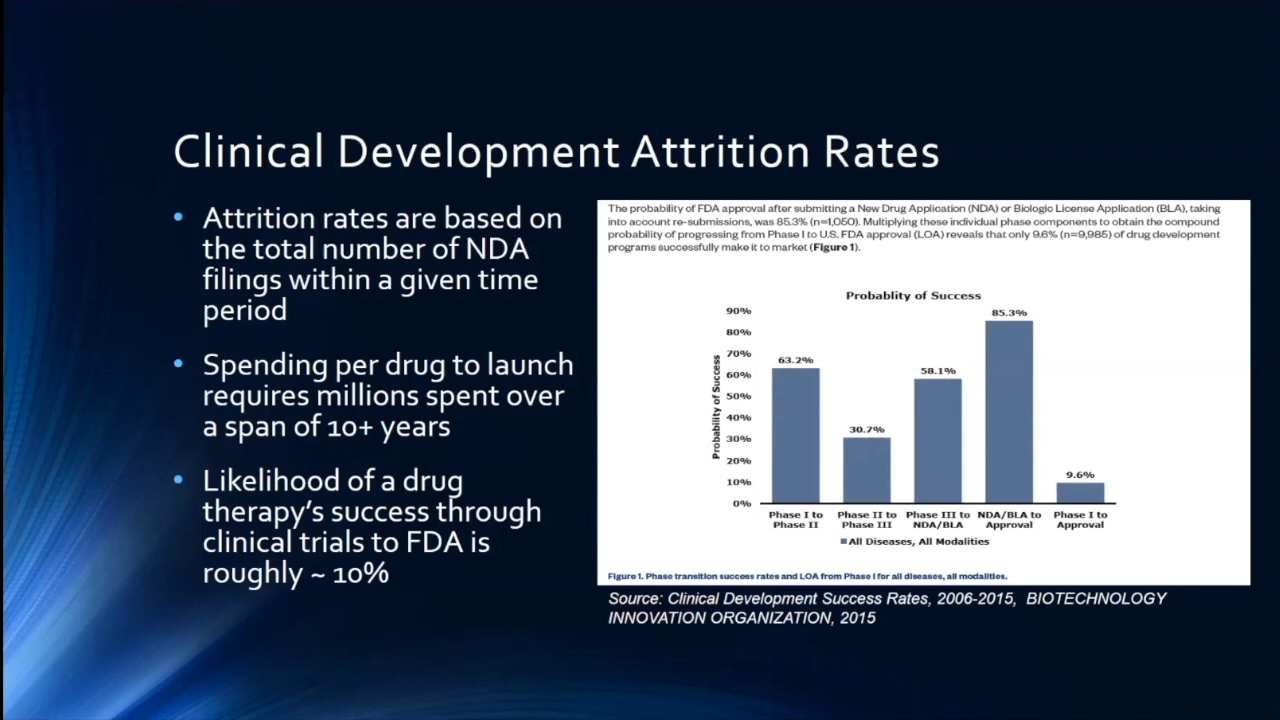 Clinical Development Attrition Rates
• Attrition rates are based on
the total number of NDA
filings within a given time
period
• Spending per drug to launch
requires millions spent over
a span of 10+ years
• Likelihood of a drug
therapy's success through
clinical trials to FDA is
roughly ~ 10%
The probability of FDA approval after submitting a New Drug Application (NDA) or Biologic License Application (BLA), taking
into account re-submissions, was 85.3% (n=1,050). Multiplying these individual phase components to obtain the compound
probability of progressing from Phase I to U.S. FDA approval (LOA) reveals that only 9.6% (n=9,985) of drug development
programs successfully make it to market (Figure 1).
Probablity of Success
Probability of Success
90%
80%
70%
60%
50%
40%
30%
20%
10%
0%
63.2%
30.7%
58.1%
85.3%
9.6%
Phase I to
Phase II
Phase II to
Phase III
Phase III to
NDA/BLA
NDA/BLA to
Approval
Phase I to
Approval
All Diseases, All Modalities
Figure 1. Phase transition success rates and LOA from Phase I for all diseases, all modalities.
Source: Clinical Development Success Rates, 2006-2015, BIOTECHNOLOGY
INNOVATION ORGANIZATION, 2015